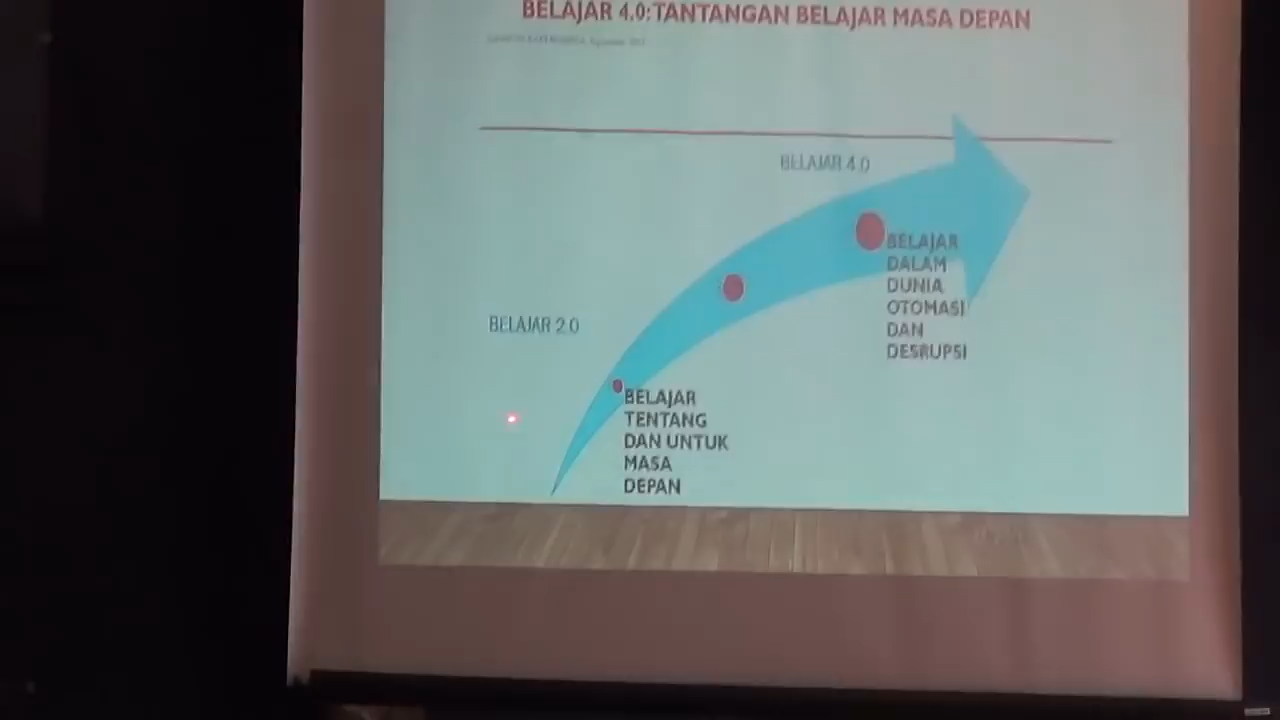 BELAJAR 4.0: TANTANGAN BELAJAR MASA DEPAN
BELAJAR 4.0
BELAJAR
DALAM
DUNIA
OTOMASI
DAN
DESRUPSI
BELAJAR 2.0
BELAJAR
TENTANG
DAN UNTUK
MASA
DEPAN